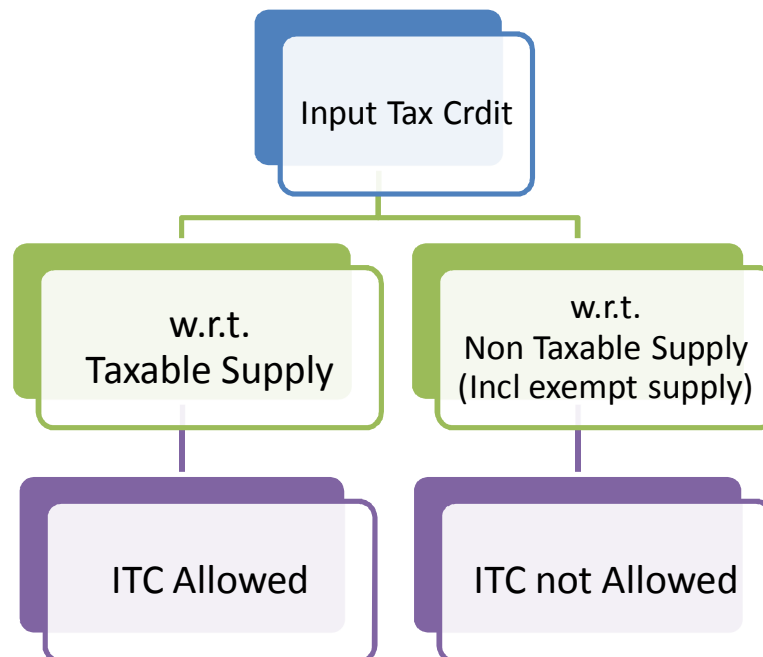 Input Tax Crdit
w.r.t.
Taxable Supply
w.r.t.
Non Taxable Supply
(Incl exempt supply)
ITC Allowed
ITC not Allowed